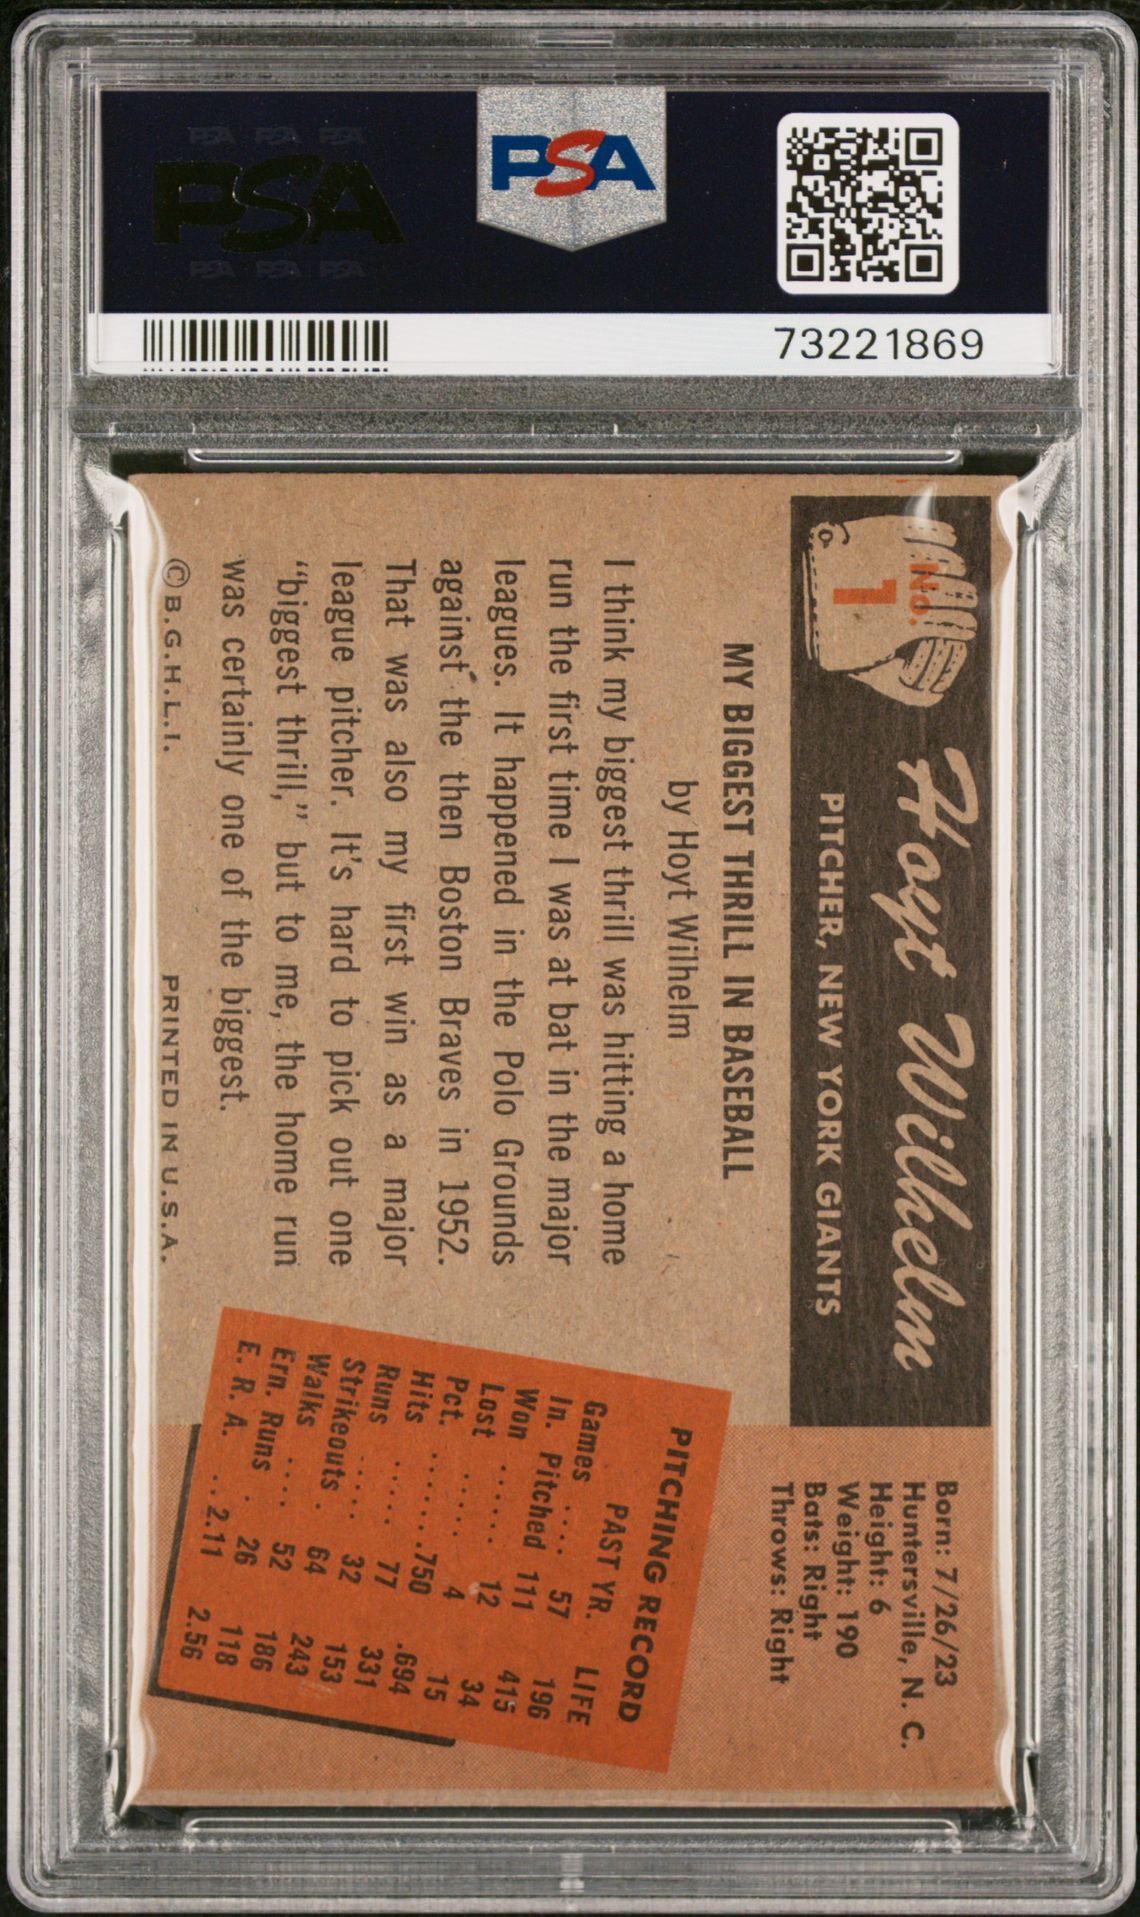 PSA PSA PSA
PSA
PSA PSA PSA
PSA
73221869
No.
1
Hoyt Wilhelm
PITCHER, NEW YORK GIANTS
Born: 7/26/23
Huntersville, N. C.
Height: 6
Weight: 190
Bats: Right
Throws: Right
MY BIGGEST THRILL IN BASEBALL
by Hoyt Wilhelm
I think my biggest thrill was hitting a home
run the first time I was at bat in the major
leagues. It happened in the Polo Grounds
against the then Boston Braves in 1952.
That was also my first win as a major
league pitcher. It's hard to pick out one
“biggest thrill,” but to me, the home run
was certainly one of the biggest.
PITCHING RECORD
PAST YR. LIFE
Games .... 57 196
In. Pitched 111 415
Won ...... 12 34
Lost ..... 4 15
Pct. .......750 .694
Hits ..... 77 331
Runs ..... 32 153
Strikeouts . 64 243
Walks .... 52 186
Ern. Runs . 26 118
E. R. A. ..2.11 2.56
©B.G.H.L.I. PRINTED IN U.S.A.